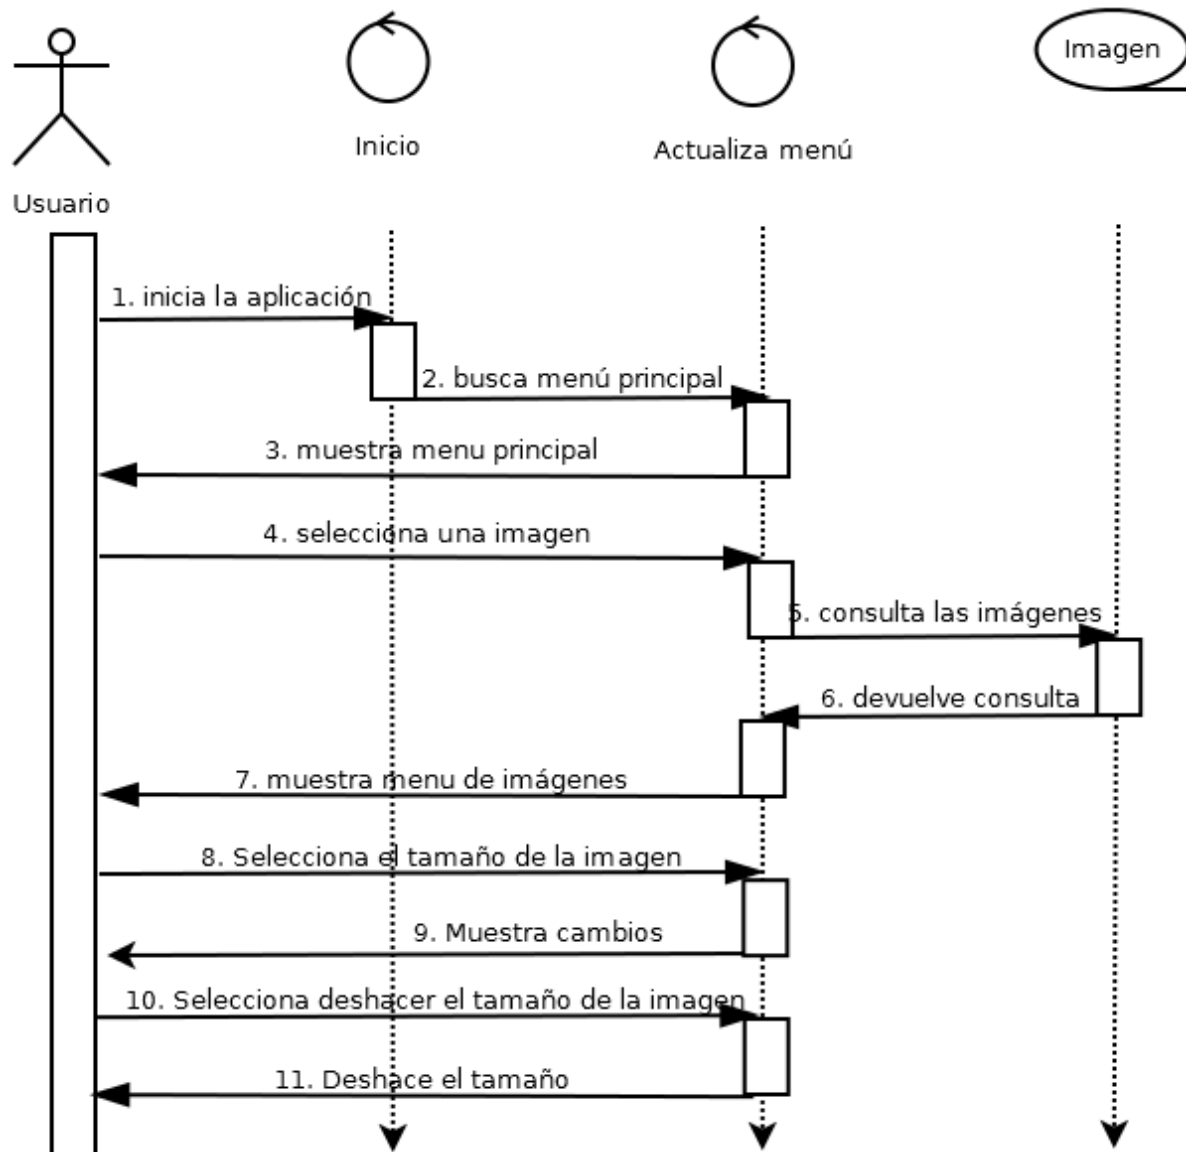 Imagen
Inicio
Actualiza menú
Usuario
1. inicia la aplicación
2. busca menú principal
3. muestra menu principal
4. selecciona una imagen
5. consulta las imágenes
6. devuelve consulta
7. muestra menu de imágenes
8. Selecciona el tamaño de la imagen
9. Muestra cambios
10. Selecciona deshacer el tamaño de la imagen
11. Deshace el tamaño